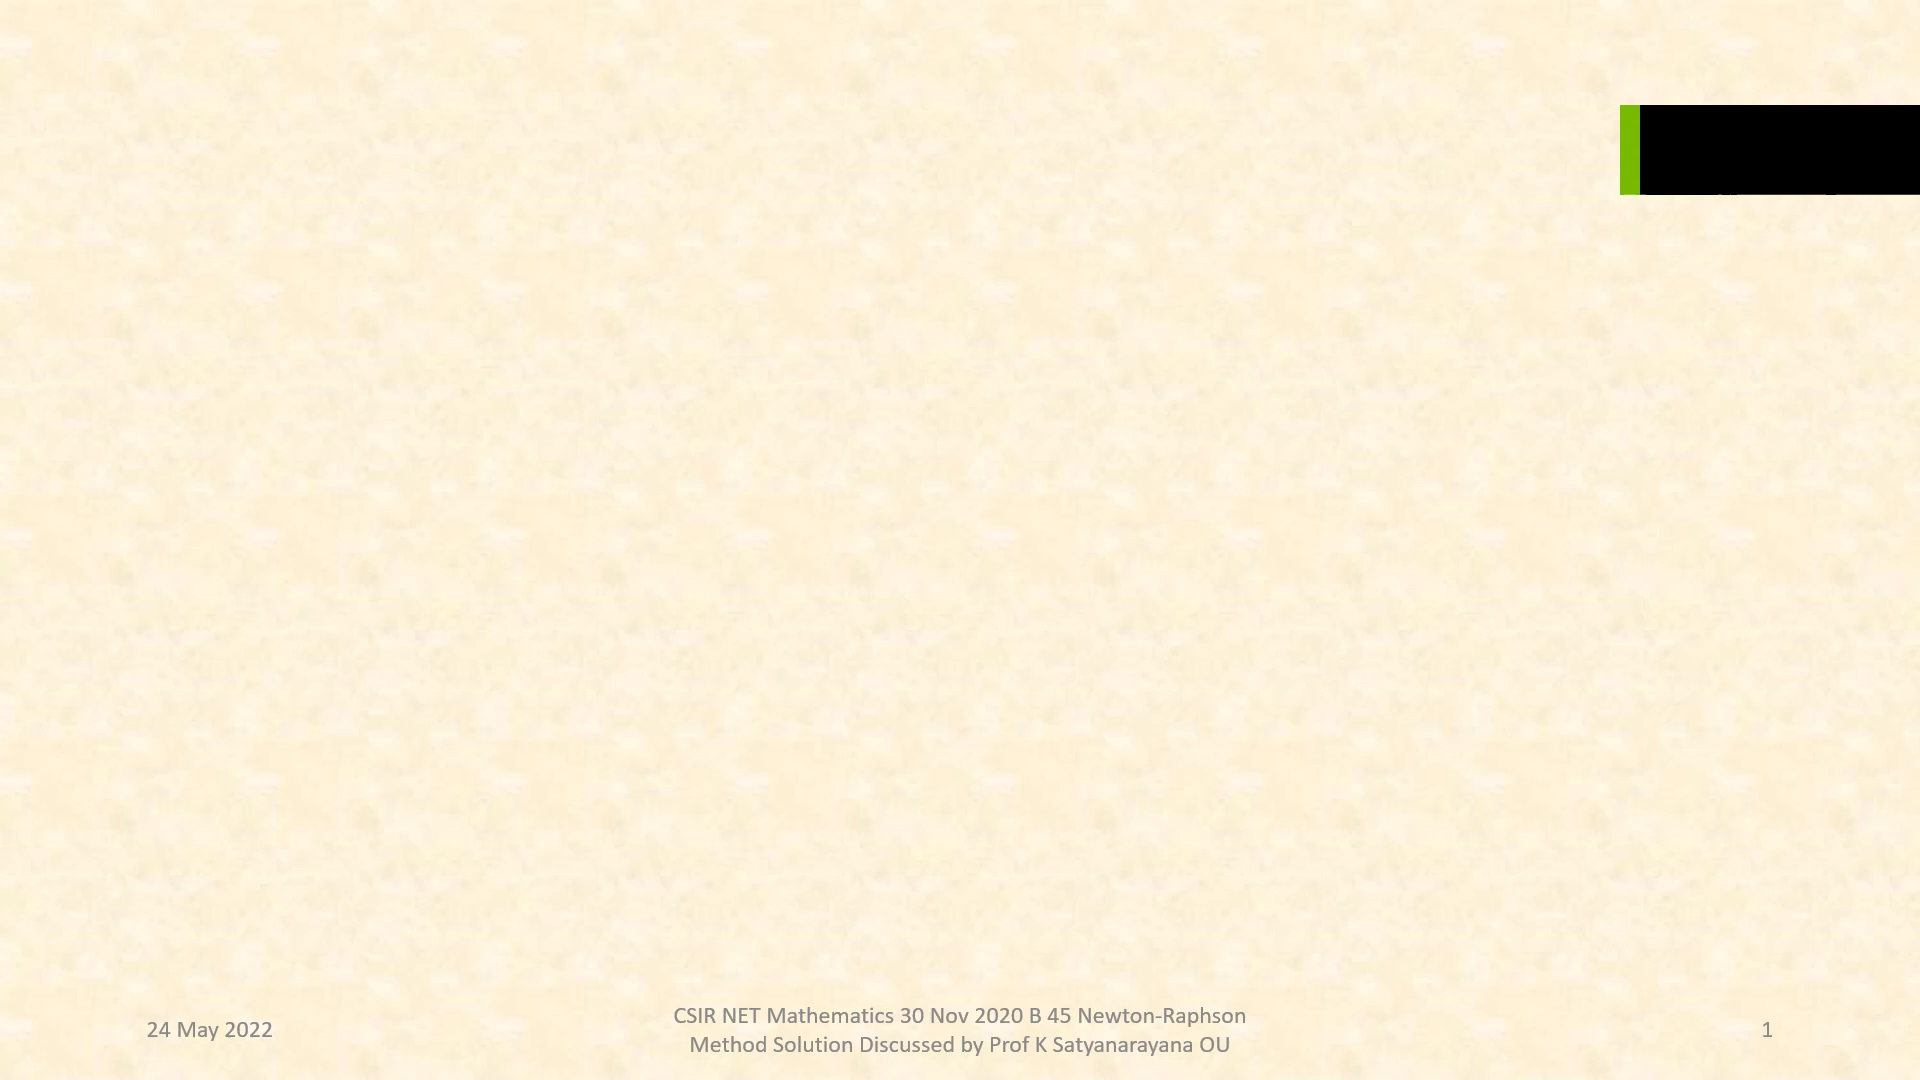 24 May 2022
CSIR NET Mathematics 30 Nov 2020 B 45 Newton-Raphson
Method Solution Discussed by Prof K Satyanarayana OU
1